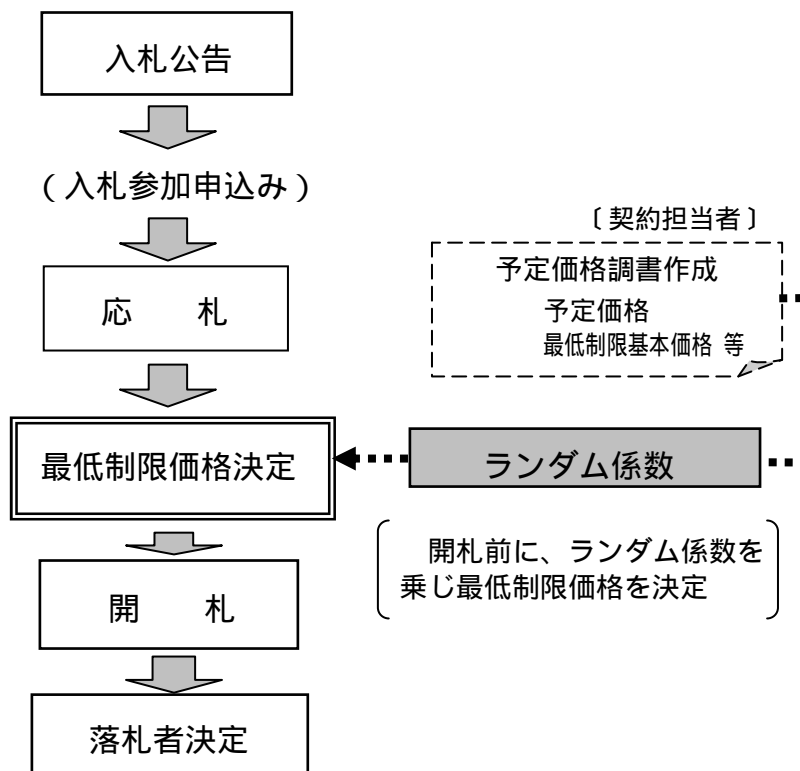 入札公告
（入札参加申込み）
応　　札
最低制限価格決定
開　　札
落札者決定
〔契約担当者〕
予定価格調書作成
予定価格
最低制限基本価格 等
ランダム係数
開札前に、ランダム係数を
乗じ最低制限価格を決定